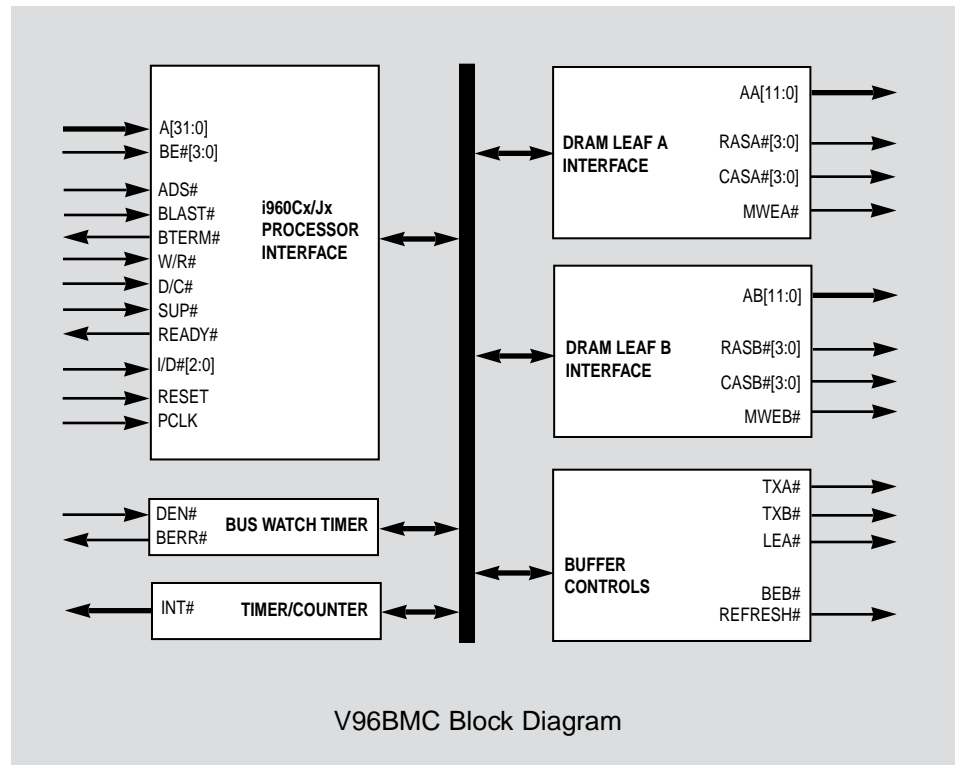 A[31:0]
BE#[3:0]
ADS#
BLAST#
BTERM#
W/R#
D/C#
SUP#
READY#
I/D#[2:0]
RESET
PCLK
i960Cx/Jx
PROCESSOR
INTERFACE
DEN#
BERR#
BUS WATCH TIMER
INT#
TIMER/COUNTER
DRAM LEAF A
INTERFACE
AA[11:0]
RASA#[3:0]
CASA#[3:0]
MWEA#
DRAM LEAF B
INTERFACE
AB[11:0]
RASB#[3:0]
CASB#[3:0]
MWEB#
BUFFER
CONTROLS
TXA#
TXB#
LEA#
BEB#
REFRESH#
V96BMC Block Diagram